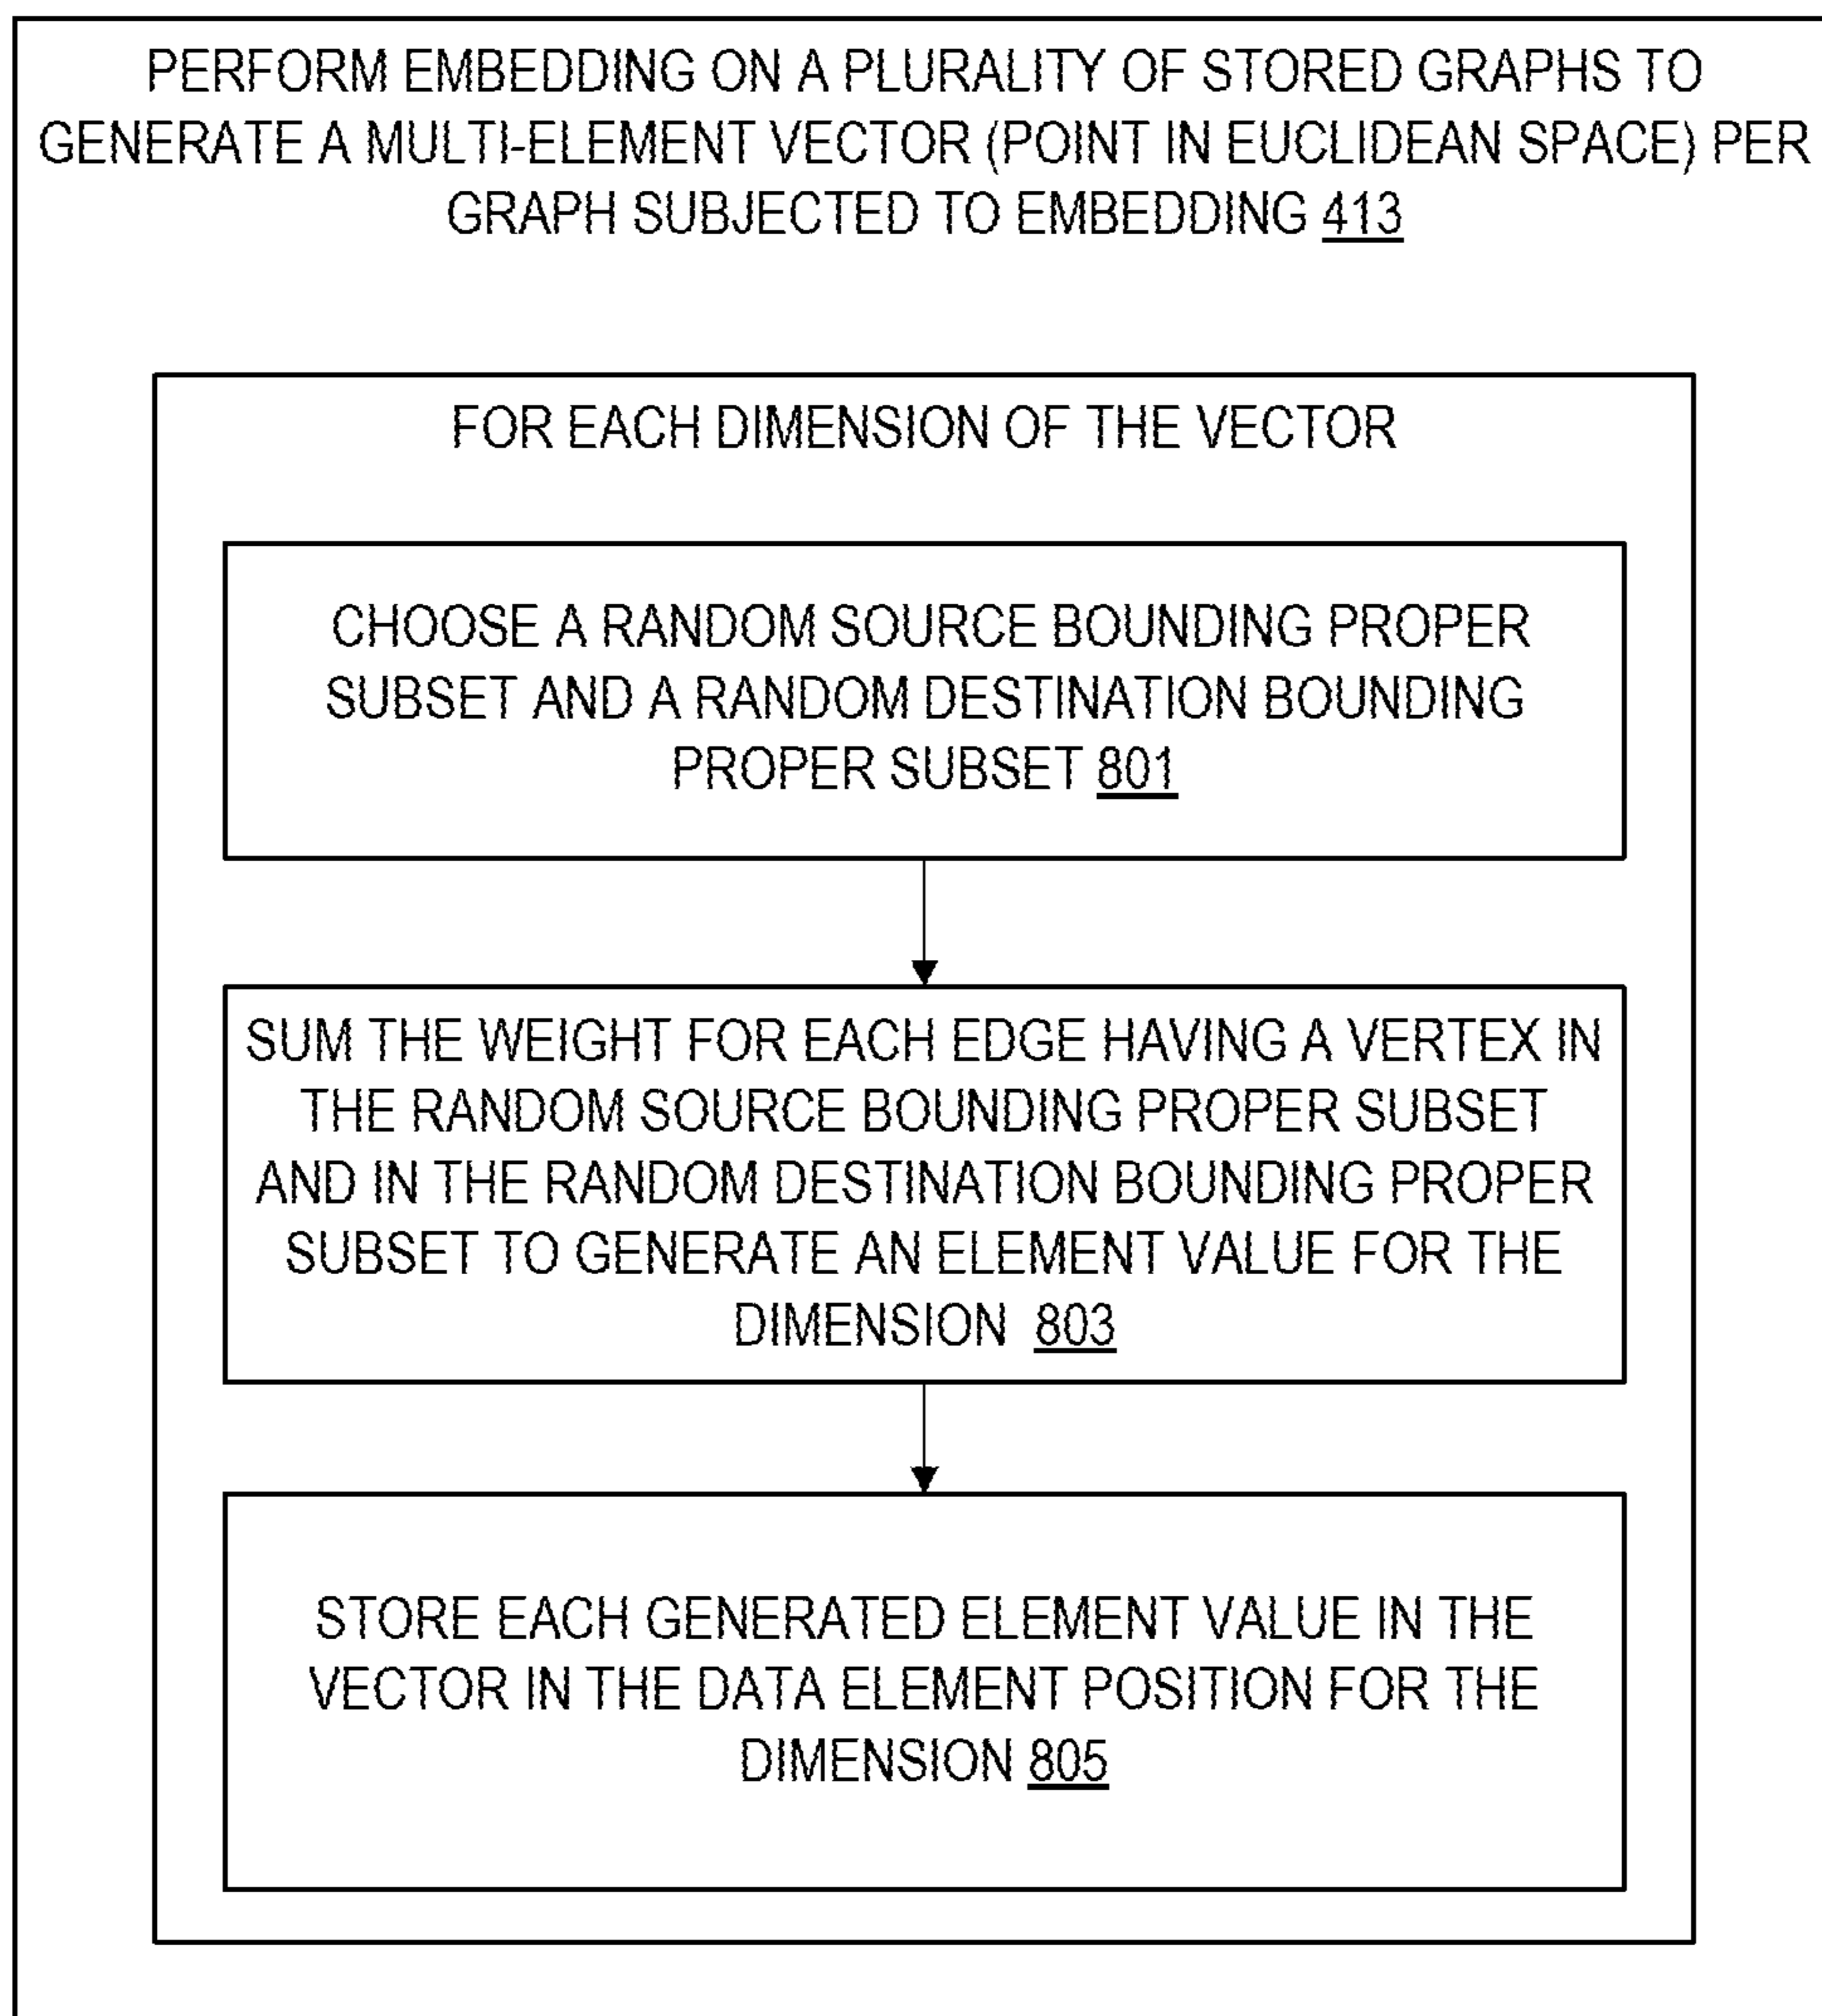 PERFORM EMBEDDING ON A PLURALITY OF STORED GRAPHS TO
GENERATE A MULTI-ELEMENT VECTOR (POINT IN EUCLIDEAN SPACE) PER
GRAPH SUBJECTED TO EMBEDDING 413
FOR EACH DIMENSION OF THE VECTOR
CHOOSE A RANDOM SOURCE BOUNDING PROPER
SUBSET AND A RANDOM DESTINATION BOUNDING
PROPER SUBSET 801
SUM THE WEIGHT FOR EACH EDGE HAVING A VERTEX IN
THE RANDOM SOURCE BOUNDING PROPER SUBSET
AND IN THE RANDOM DESTINATION BOUNDING PROPER
SUBSET TO GENERATE AN ELEMENT VALUE FOR THE
DIMENSION 803
STORE EACH GENERATED ELEMENT VALUE IN THE
VECTOR IN THE DATA ELEMENT POSITION FOR THE
DIMENSION 805